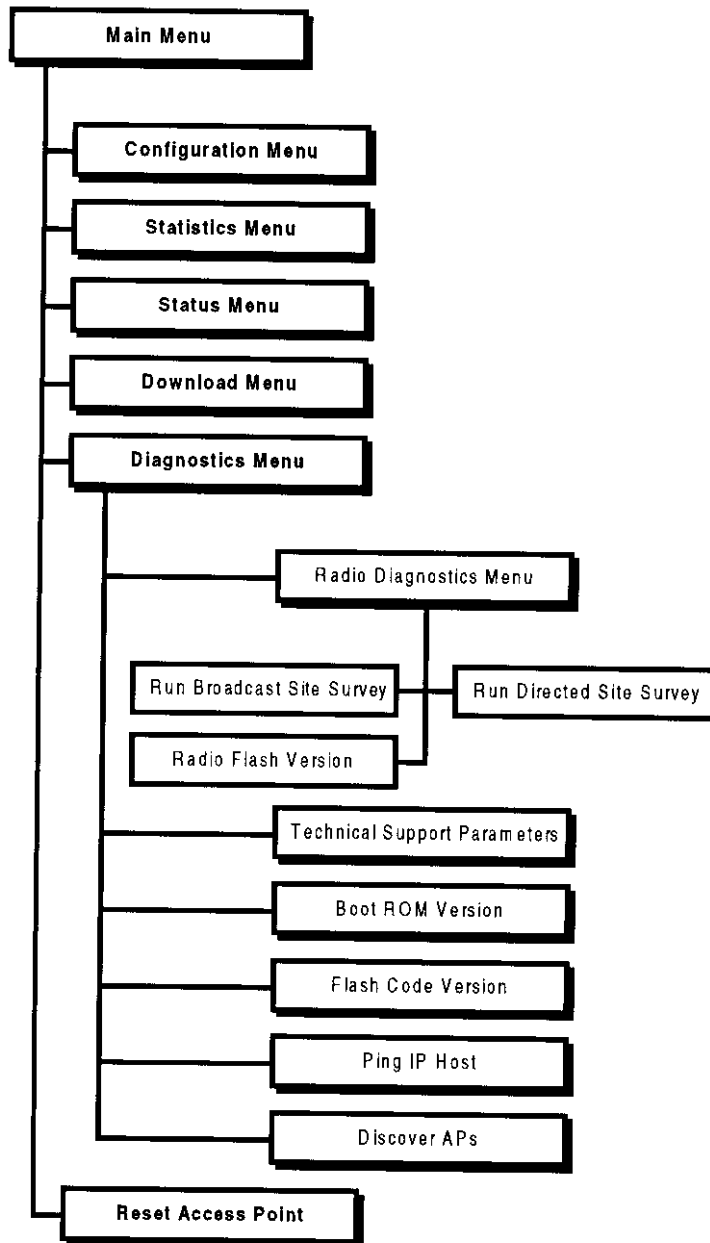 Main Menu
Configuration Menu
Statistics Menu
Status Menu
Download Menu
Diagnostics Menu
Radio Diagnostics Menu
Run Broadcast Site Survey
Run Directed Site Survey
Radio Flash Version
Technical Support Parameters
Boot ROM Version
Flash Code Version
Ping IP Host
Discover APs
Reset Access Point